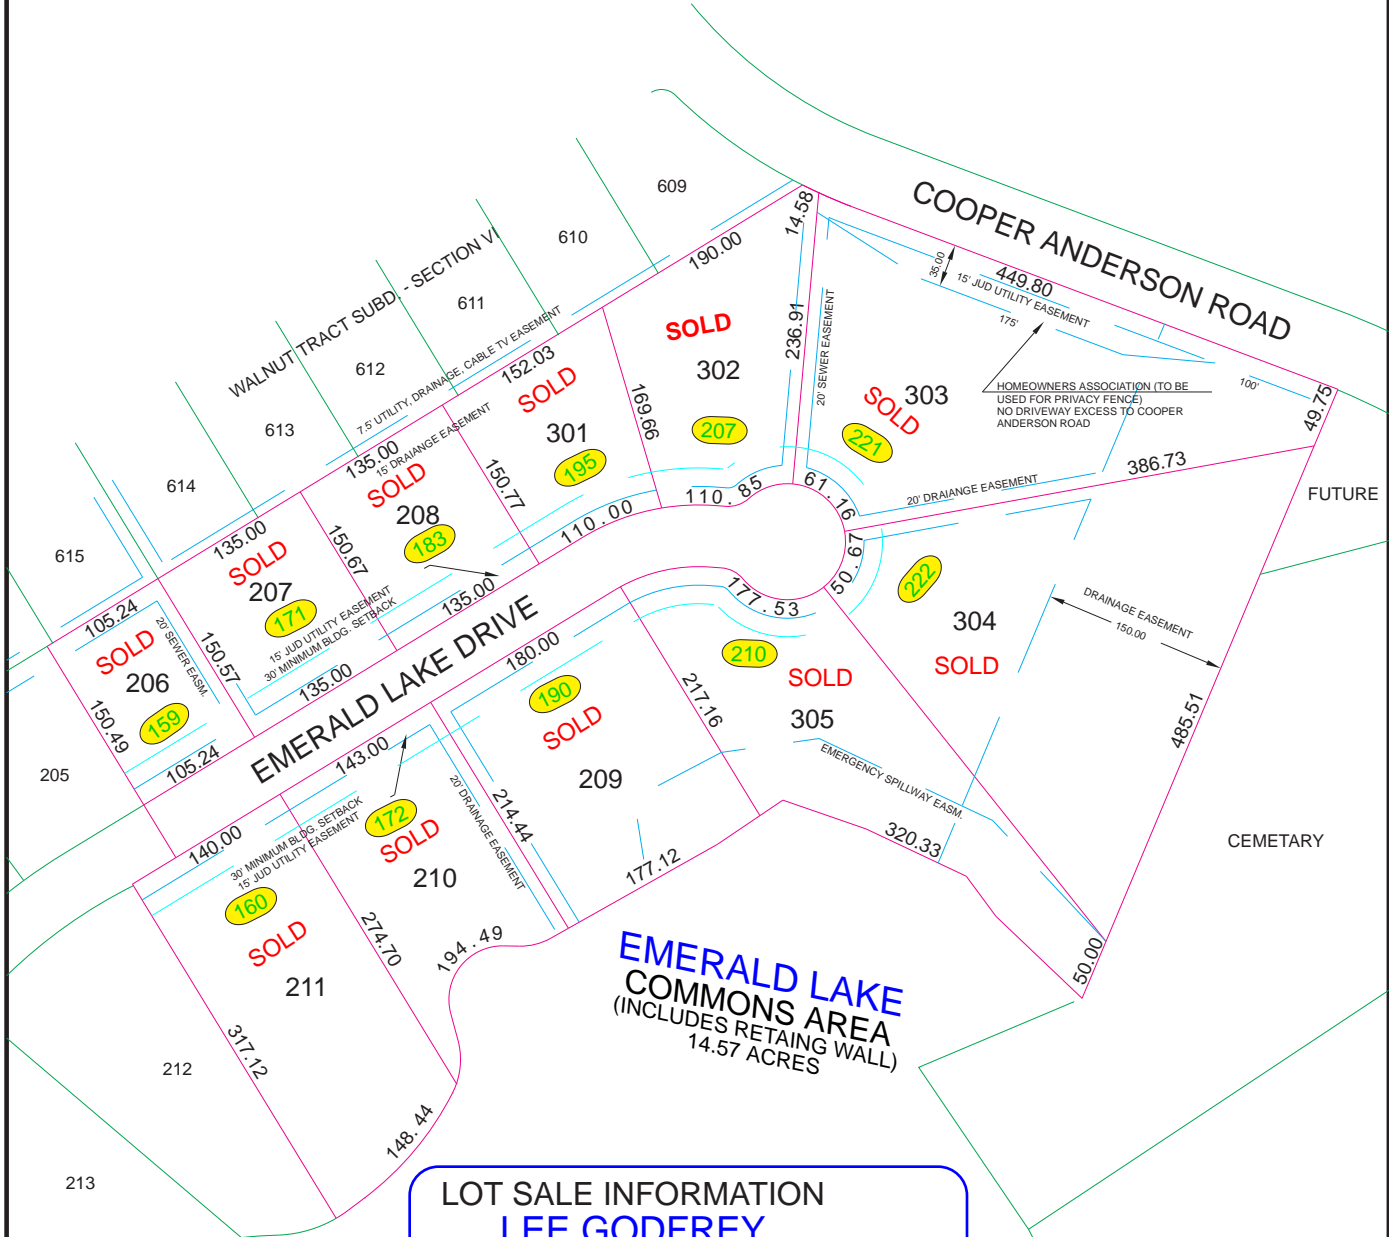 COOPER ANDERSON ROAD
609
610
611
612
613
614
615
WALNUT TRACT SUBD. - SECTION VI
7.5' UTILITY, DRAINAGE, CABLE TV EASEMENT
15' DRAIANGE EASEMENT
190.00
14.58
152.03
135.00
135.00
105.24
SOLD
302
207
236.91
20' SEWER EASEMENT
169.66
SOLD
301
195
150.77
SOLD
208
183
150.67
SOLD
207
171
150.57
SOLD
206
159
20' SEWER EASM.
150.49
205
105.24
135.00
135.00
110.00
110.85
61.16
50.67
177.53
15' JUD UTILITY EASEMENT
30' MINIMUM BLDG. SETBACK
35.00
449.80
15' JUD UTILITY EASEMENT
175'
100'
49.75
HOMEOWNERS ASSOCIATION (TO BE
USED FOR PRIVACY FENCE)
NO DRIVEWAY EXCESS TO COOPER
ANDERSON ROAD
SOLD
303
221
20' DRAIANGE EASEMENT
386.73
FUTURE
222
304
SOLD
DRAINAGE EASEMENT
150.00
485.51
CEMETARY
EMERALD LAKE DRIVE
180.00
143.00
140.00
210
SOLD
305
217.16
EMERGENCY SPILLWAY EASM.
320.33
50.00
190
SOLD
209
177.12
214.44
20' DRAINAGE EASEMENT
172
SOLD
210
194.49
274.70
30' MINIMUM BLDG. SETBACK
15' JUD UTILITY EASEMENT
160
SOLD
211
317.12
148.44
212
213
EMERALD LAKE
COMMONS AREA
(INCLUDES RETAING WALL)
14.57 ACRES
LOT SALE INFORMATION
LEE GODFREY